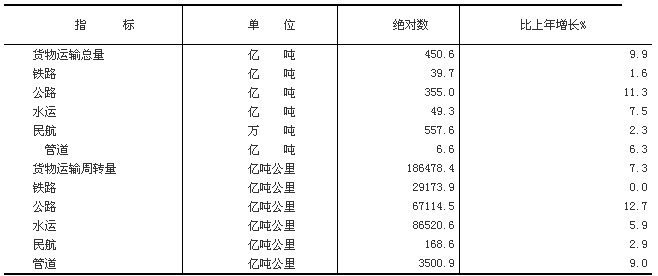 指 标 单 位 绝对数 比上年增长%
货物运输总量 亿 吨 450.6 9.9
铁路 亿 吨 39.7 1.6
公路 亿 吨 355.0 11.3
水运 亿 吨 49.3 7.5
民航 万 吨 557.6 2.3
管道 亿 吨 6.6 6.3
货物运输周转量 亿吨公里 186478.4 7.3
铁路 亿吨公里 29173.9 0.0
公路 亿吨公里 67114.5 12.7
水运 亿吨公里 86520.6 5.9
民航 亿吨公里 168.6 2.9
管道 亿吨公里 3500.9 9.0